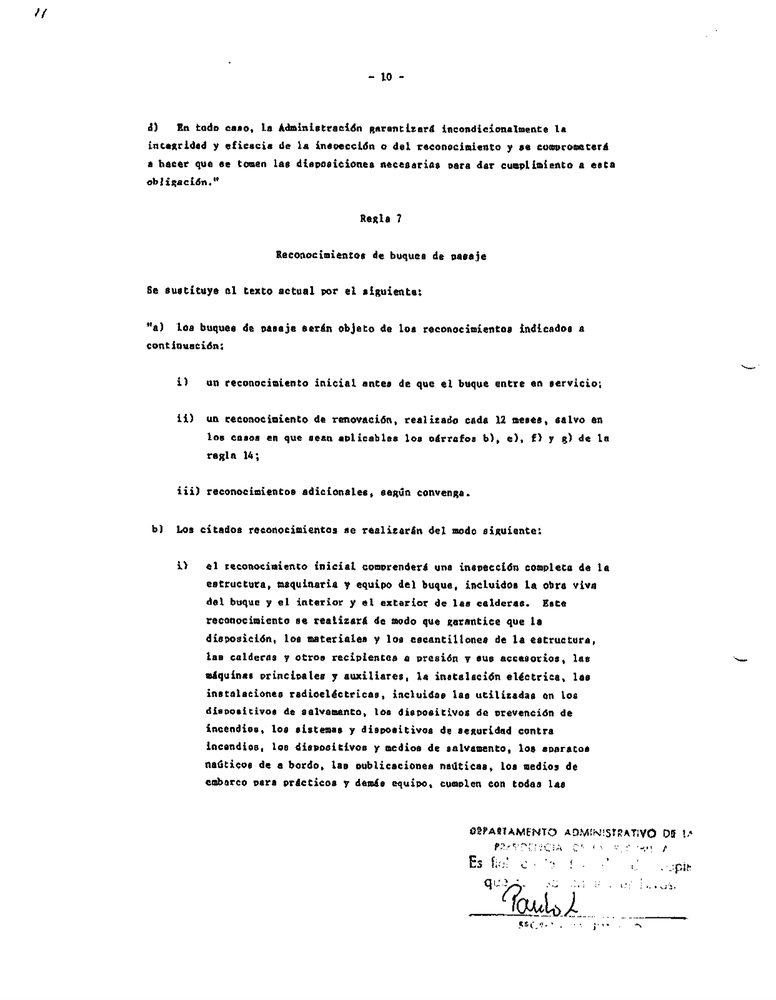 11
- 10 -
d) En todo caso, la Administración garantizará incondicionalmente la
integridad y eficacia de la inspección o del reconocimiento y se comprometerá
a hacer que se tomen las disposiciones necesarias para dar cumplimiento a esta
obligación."
Regla 7
Reconocimientos de buques de pasaje
Se sustituye el texto actual por el siguiente:
"a) los buques de pasaje serán objeto de los reconocimientos indicados a
continuación:
i) un reconocimiento inicial antes de que el buque entre en servicio;
ii) un reconocimiento de renovación, realizado cada 12 meses, salvo en
los casos en que sean aplicables los párrafos b), e), f) y g) de la
regla 14;
iii) reconocimientos adicionales, según convenga.
b) Los citados reconocimientos se realizarán del modo siguiente:
i) el reconocimiento inicial comprenderá una inspección completa de la
estructura, maquinaria y equipo del buque, incluidos la obra viva
del buque y el interior y el exterior de las calderas. Este
reconocimiento se realizará de modo que garantice que la
disposición, los materiales y los escantillones de la estructura,
las calderas y otros recipientes a presión y sus accesorios, las
máquinas principales y auxiliares, la instalación eléctrica, las
instalaciones radioeléctricas, incluidas las utilizadas en los
dispositivos de salvamento, los dispositivos de prevención de
incendios, los sistemas y dispositivos de seguridad contra
incendios, los dispositivos y medios de salvamento, los aparatos
naúticos de a bordo, las publicaciones naúticas, los medios de
embarco para prácticos y demás equipo, cumplen con todas las
DEPARTAMENTO ADMINISTRATIVO DE LA
PRESIDENCIA
Es fiel
que